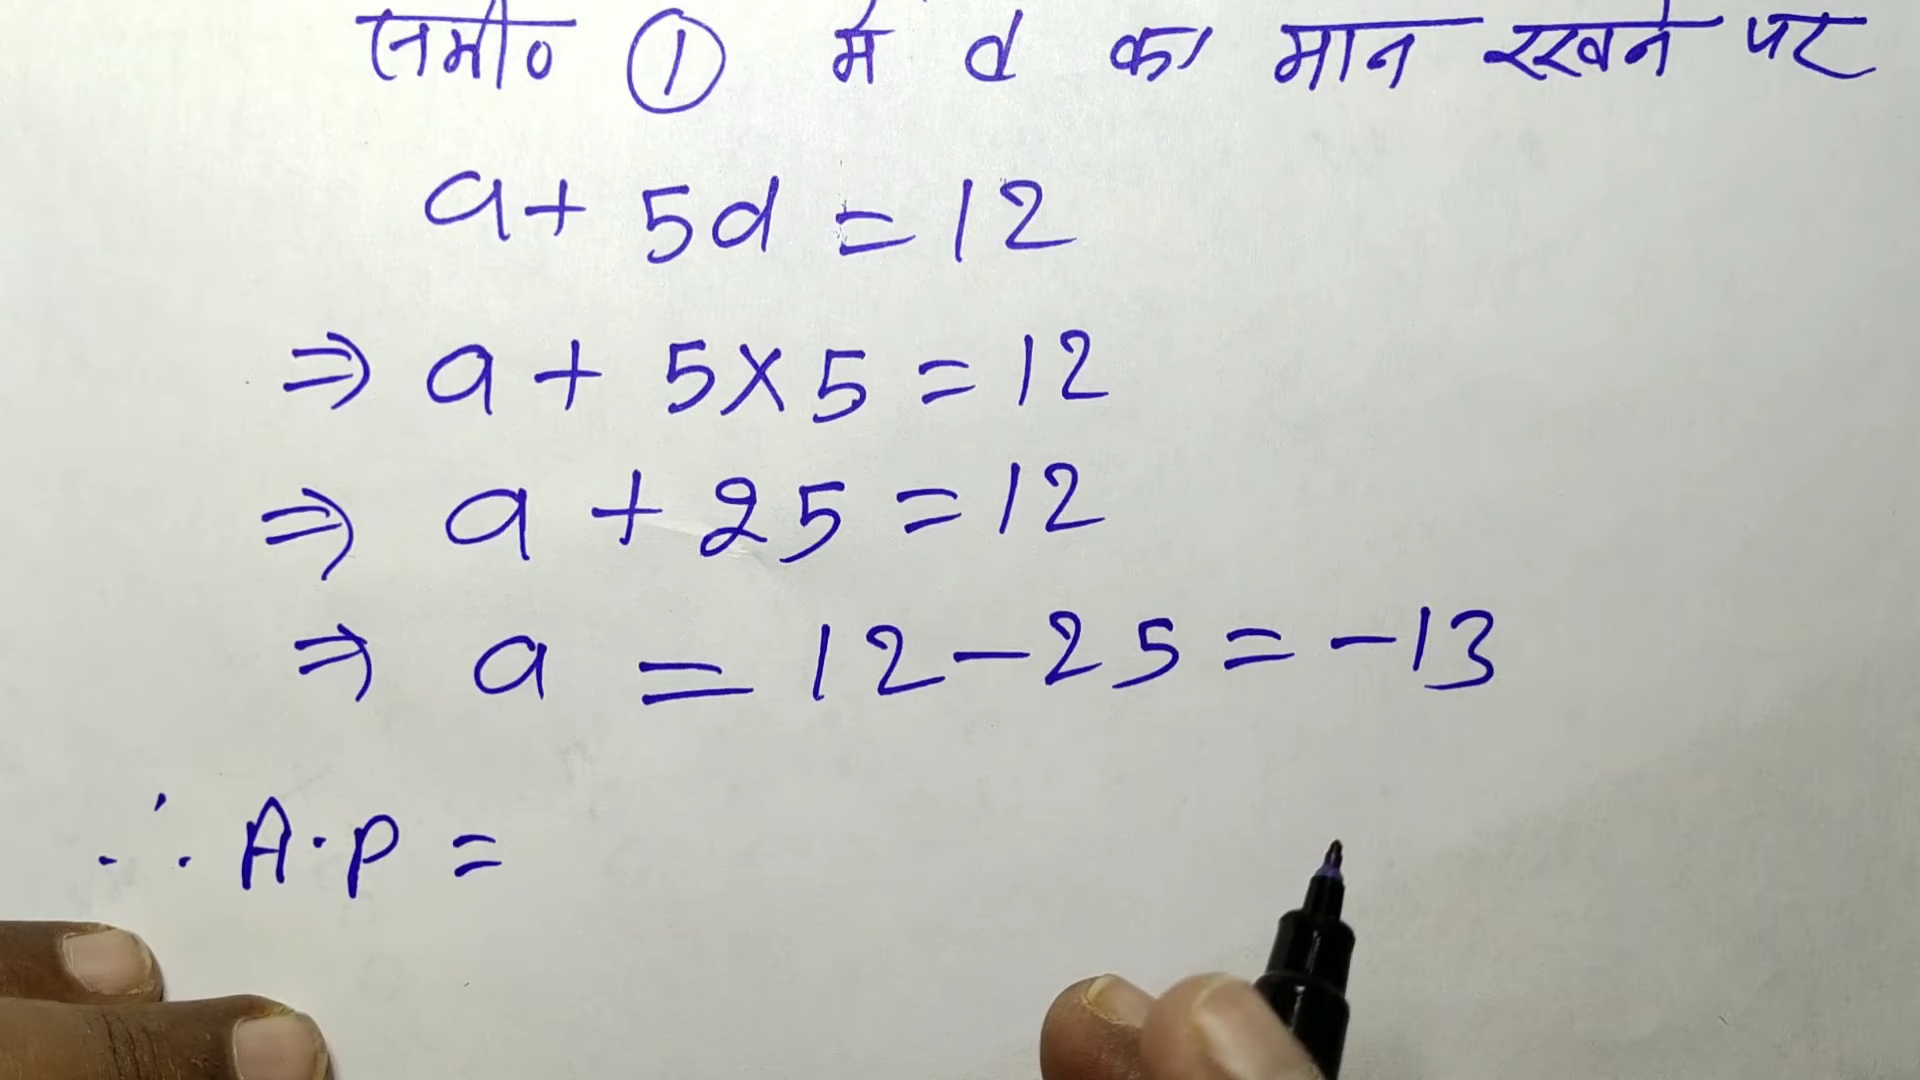 समी० ① में d का मान रखने पर
a + 5d = 12
⇒ a + 5×5 = 12
⇒ a + 25 = 12
⇒ a = 12 - 25 = -13
∴ A.P =